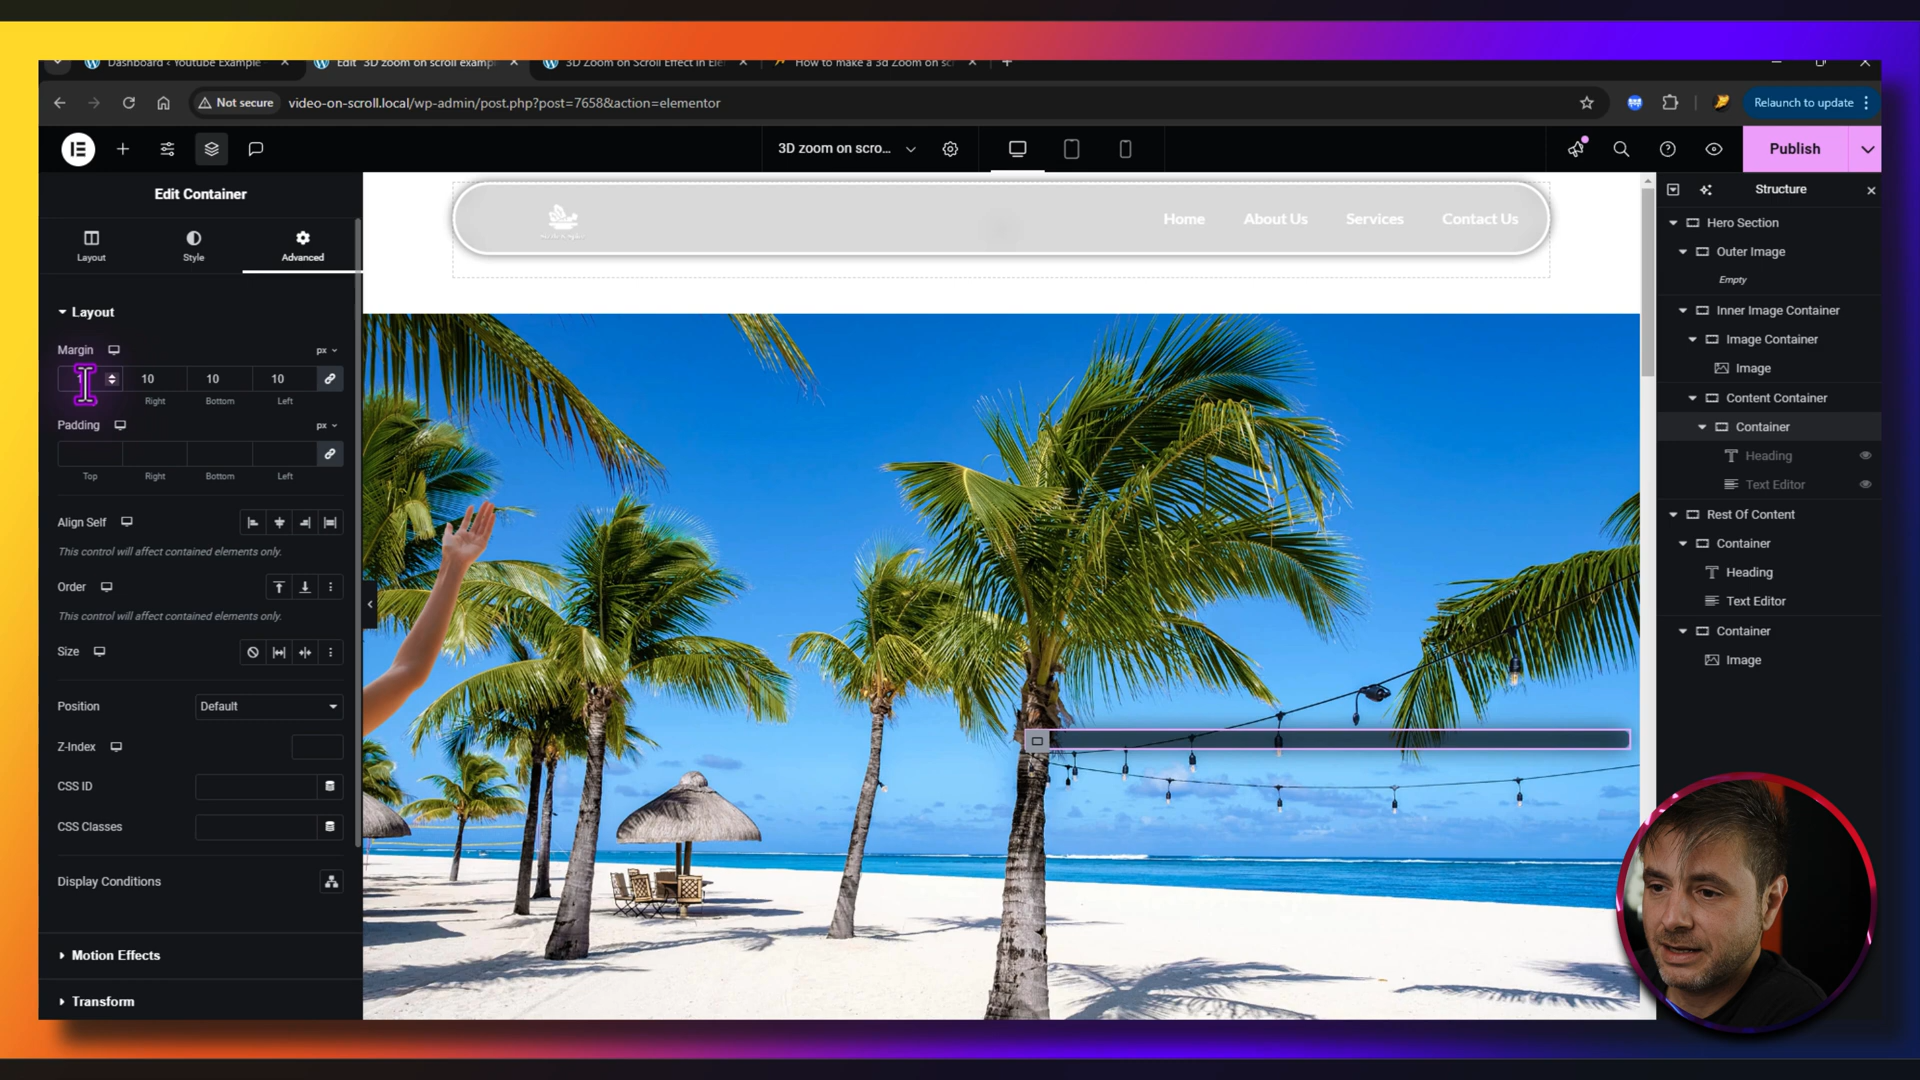 Dashboard ‹ Youtube Example
Edit "3D zoom on scroll examp
3D Zoom on Scroll Effect in Ele
How to make a 3d Zoom on sc
Not secure
video-on-scroll.local/wp-admin/post.php?post=7658&action=elementor
Relaunch to update
3D zoom on scro...
Publish
Edit Container
Layout
Style
Advanced
Layout
Margin
px
10
10
10
Right
Bottom
Left
Padding
px
Top
Right
Bottom
Left
Align Self
This control will affect contained elements only.
Order
This control will affect contained elements only.
Size
Position
Default
Z-Index
CSS ID
CSS Classes
Display Conditions
Motion Effects
Transform
Home
About Us
Services
Contact Us
Structure
Hero Section
Outer Image
Empty
Inner Image Container
Image Container
Image
Content Container
Container
Heading
Text Editor
Rest Of Content
Container
Heading
Text Editor
Container
Image